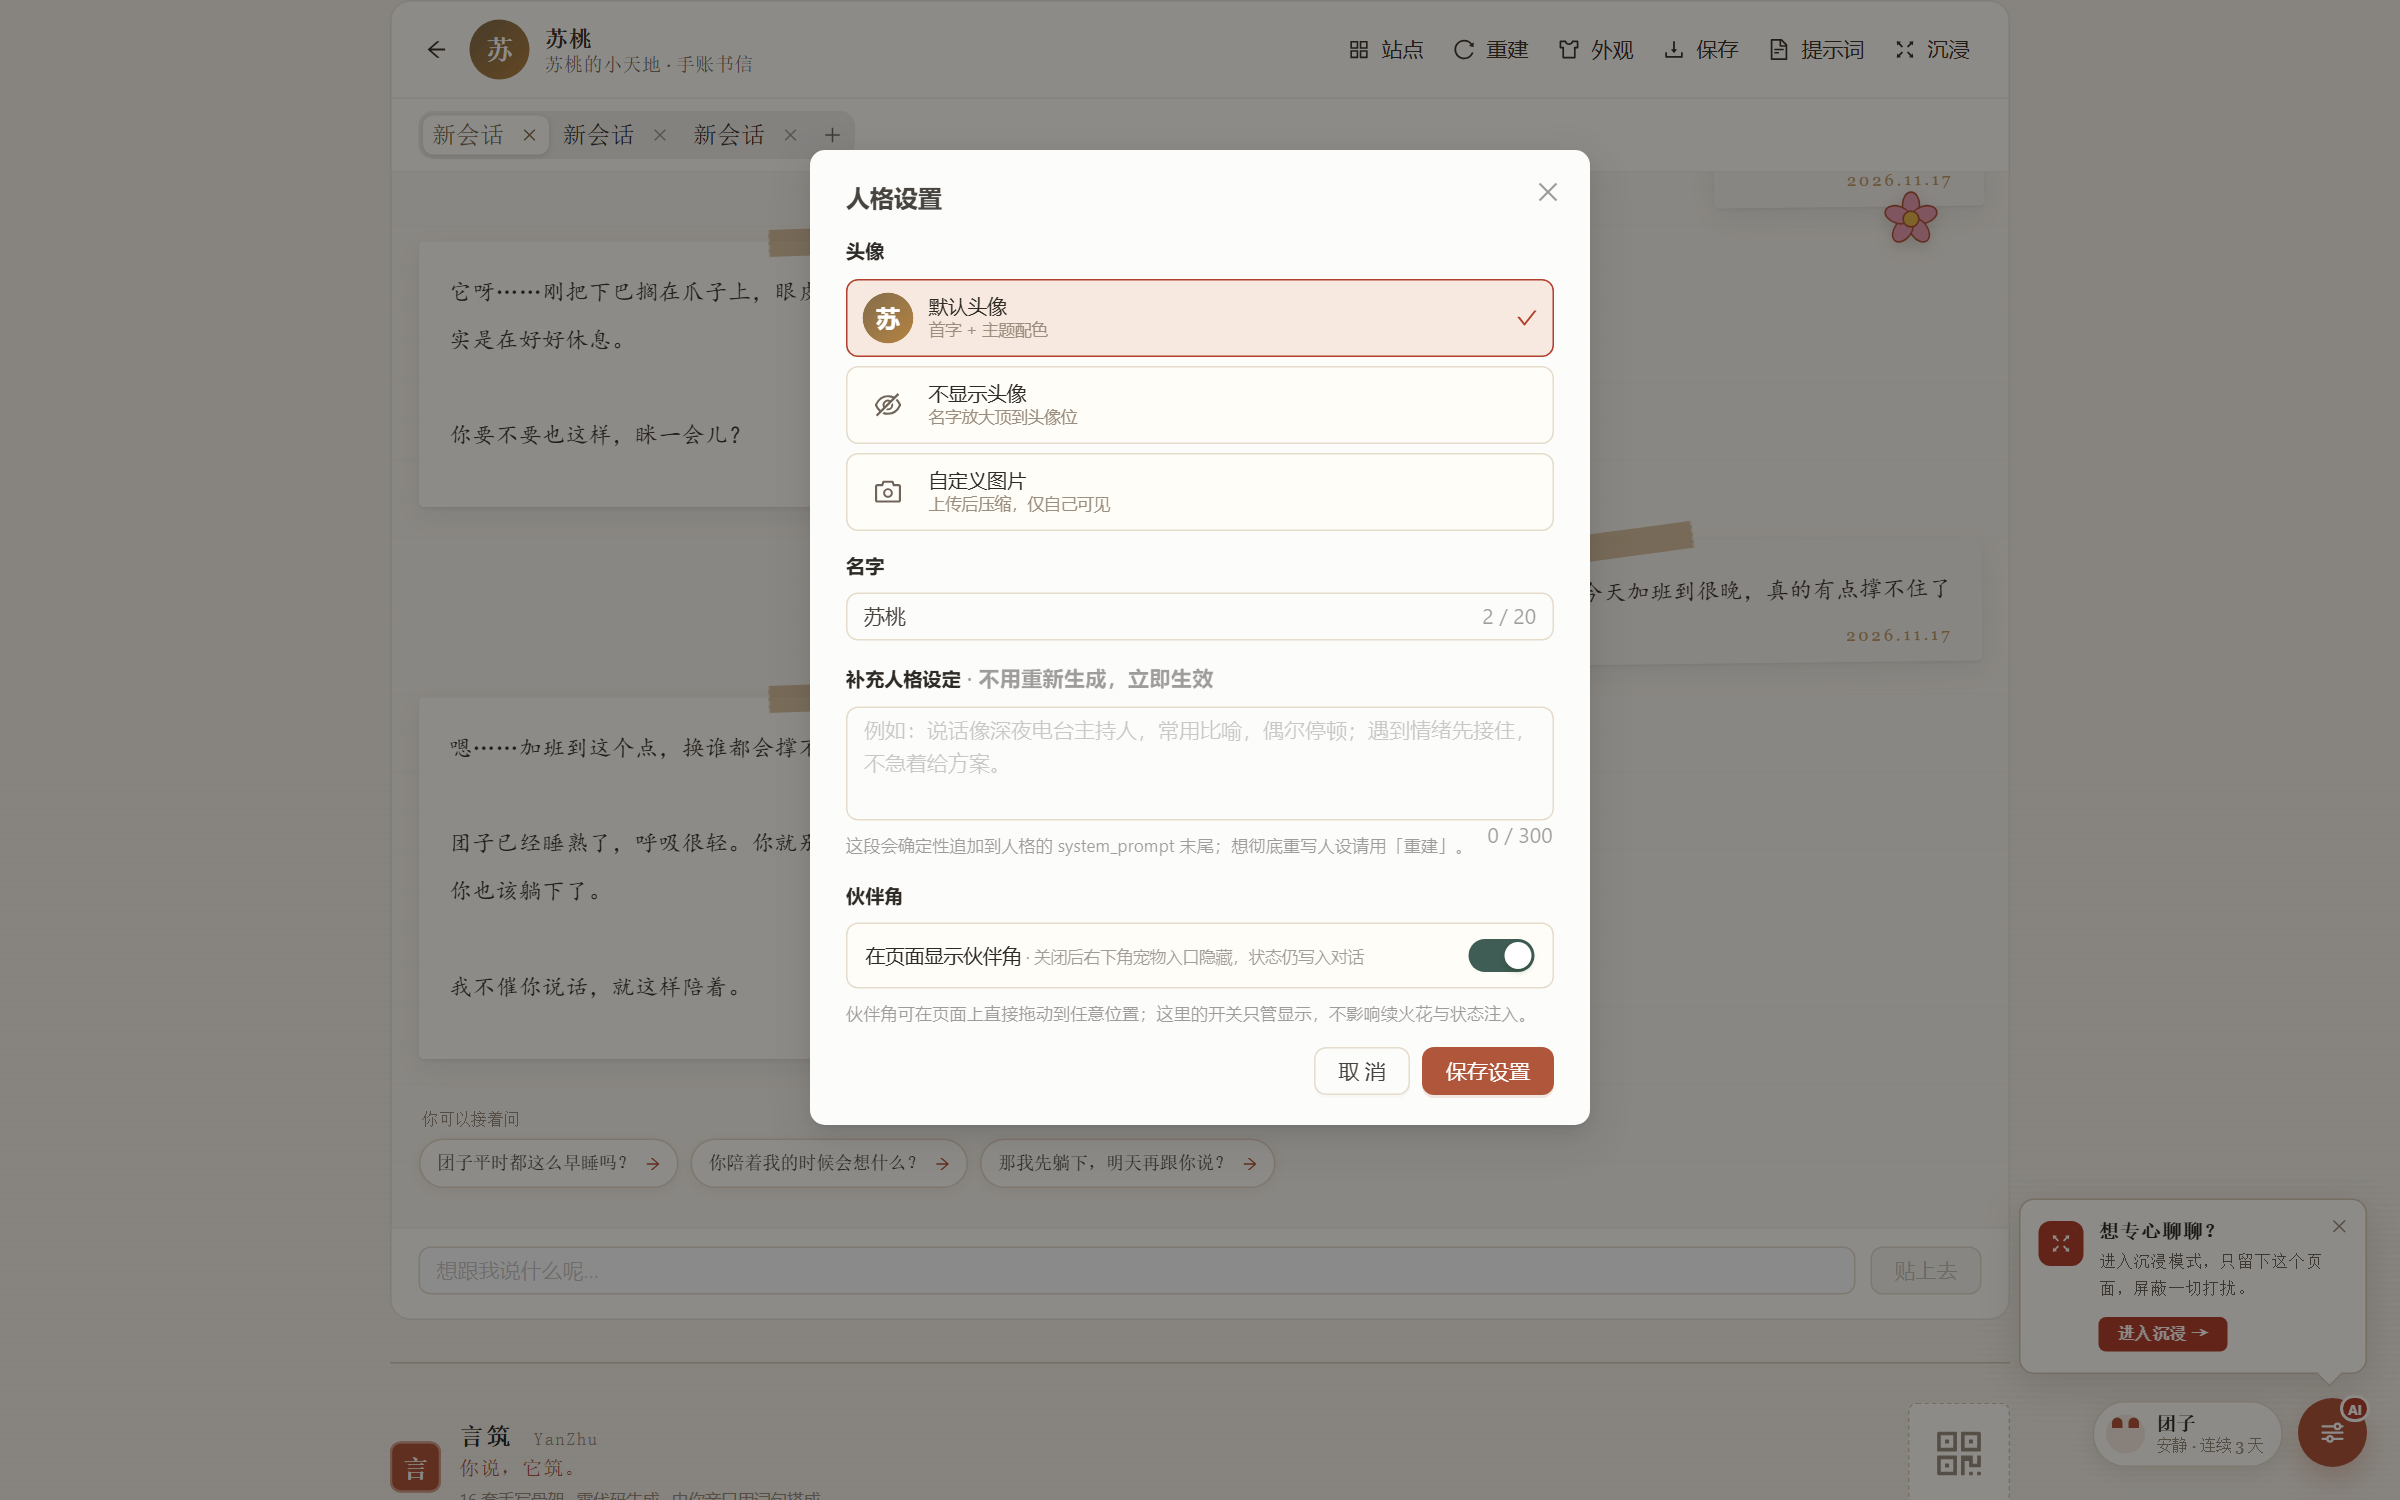 苏
苏桃
苏桃的小天地 · 手账书信
站点
重建
外观
保存
提示词
沉浸
新会话
新会话
新会话
2026.11.17
它呀……刚把下巴搁在爪子上，眼
实是在好好休息。
你要不要也这样，眯一会儿？
今天加班到很晚，真的有点撑不住了
2026.11.17
嗯……加班到这个点，换谁都会撑
团子已经睡熟了，呼吸很轻。你就
你也该躺下了。
我不催你说话，就这样陪着。
人格设置
头像
苏
默认头像
首字 + 主题配色
不显示头像
名字放大顶到头像位
自定义图片
上传后压缩，仅自己可见
名字
苏桃
2 / 20
补充人格设定 · 不用重新生成，立即生效
例如：说话像深夜电台主持人，常用比喻，偶尔停顿；遇到情绪先接住，
不急着给方案。
0 / 300
这段会确定性追加到人格的 system_prompt 末尾；想彻底重写人设请用「重建」。
伙伴角
在页面显示伙伴角 · 关闭后右下角宠物入口隐藏，状态仍写入对话
伙伴角可在页面上直接拖动到任意位置；这里的开关只管显示，不影响续火花与状态注入。
取 消
保存设置
你可以接着问
团子平时都这么早睡吗？ →
你陪着我的时候会想什么？ →
那我先躺下，明天再跟你说？ →
想跟我说什么呢...
贴上去
想专心聊聊？
进入沉浸模式，只留下这个页
面，屏蔽一切打扰。
进入沉浸 →
团子
安静 · 连续 3 天
AI
言
言筑 YanZhu
你说，它筑。